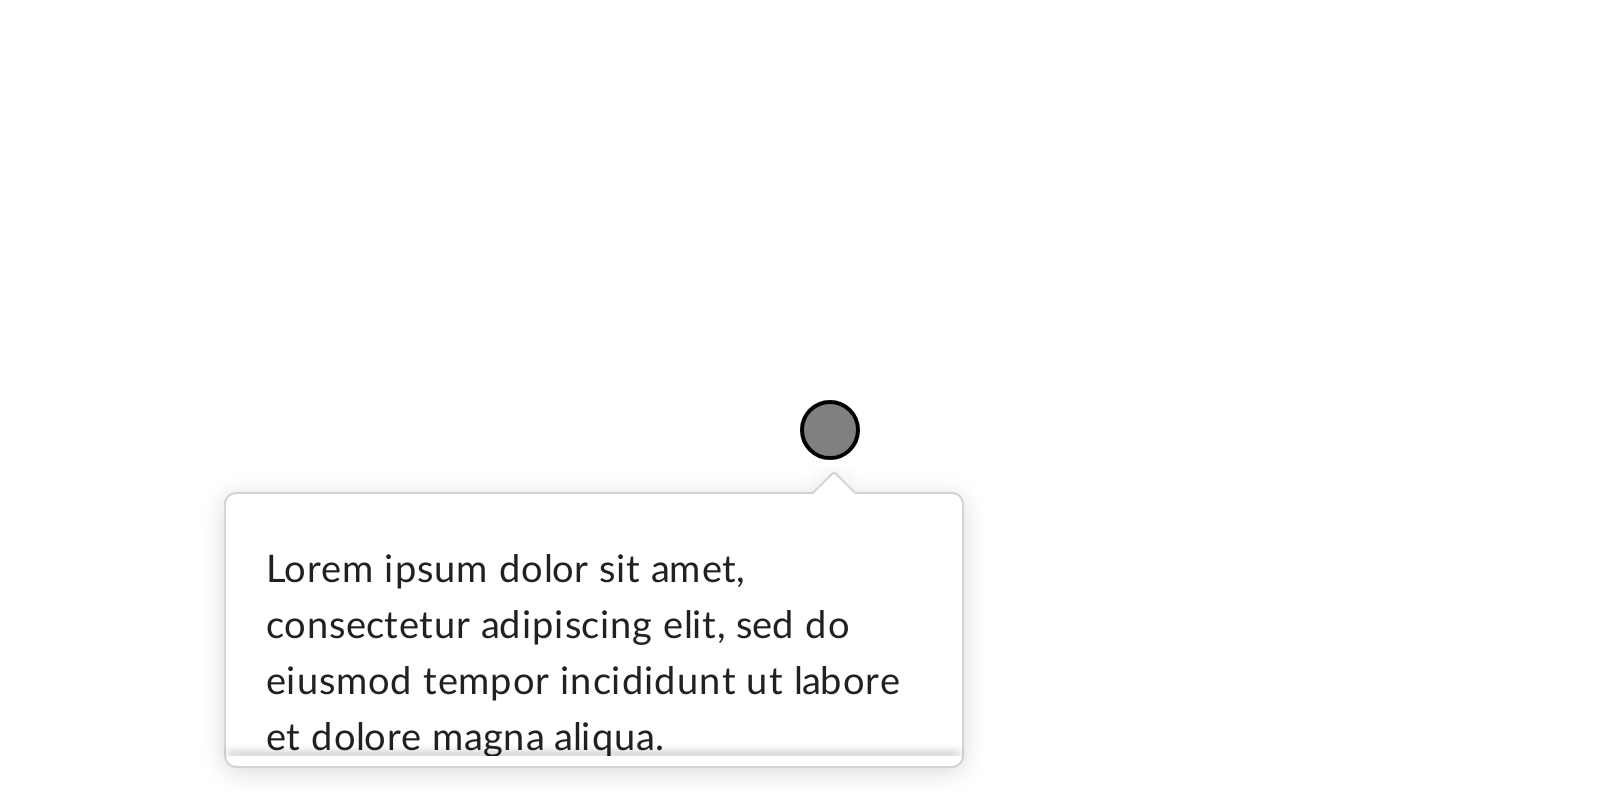 Lorem ipsum dolor sit amet,
consectetur adipiscing elit, sed do
eiusmod tempor incididunt ut labore
et dolore magna aliqua.